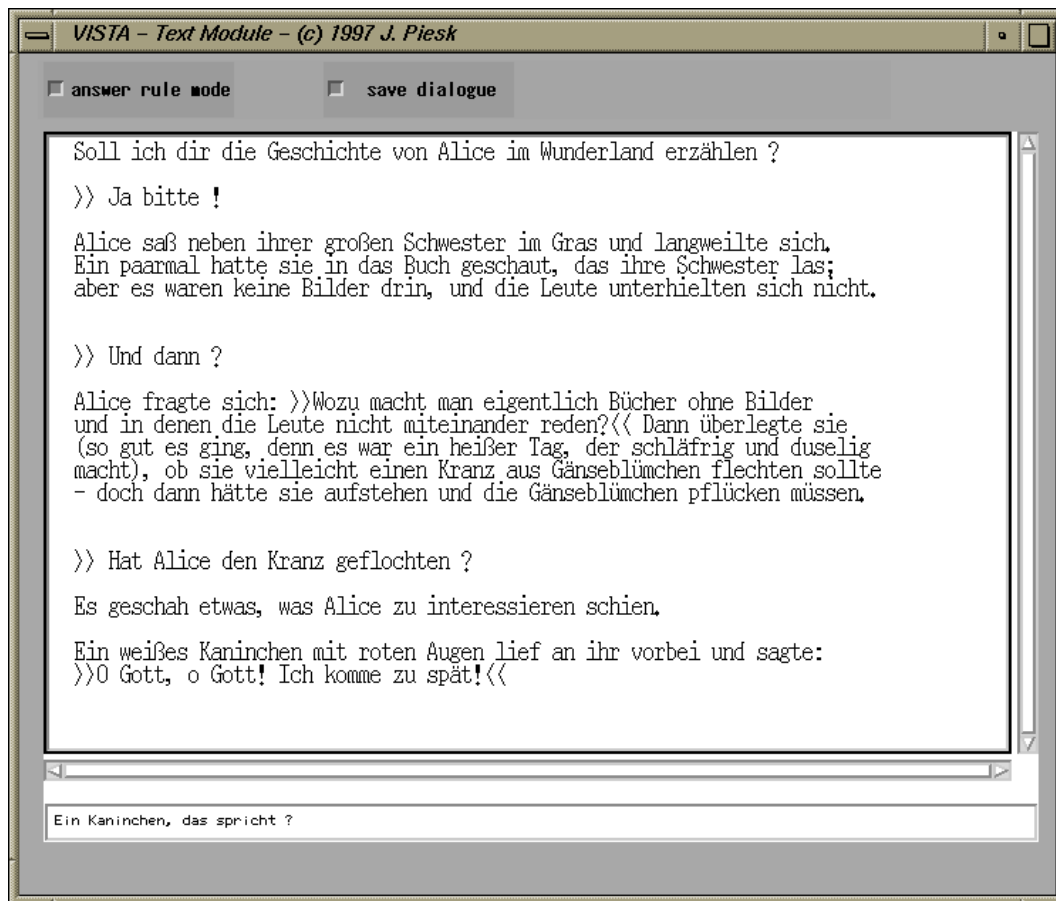 VISTA – Text Module – (c) 1997 J. Piesk
answer rule mode save dialogue
Soll ich dir die Geschichte von Alice im Wunderland erzählen ?
>> Ja bitte !
Alice saß neben ihrer großen Schwester im Gras und langweilte sich.
Ein paarmal hatte sie in das Buch geschaut, das ihre Schwester las;
aber es waren keine Bilder drin, und die Leute unterhielten sich nicht.
>> Und dann ?
Alice fragte sich: >>Wozu macht man eigentlich Bücher ohne Bilder
und in denen die Leute nicht miteinander reden?<< Dann überlegte sie
(so gut es ging, denn es war ein heißer Tag, der schläfrig und duselig
macht), ob sie vielleicht einen Kranz aus Gänseblümchen flechten sollte
– doch dann hätte sie aufstehen und die Gänseblümchen pflücken müssen.
>> Hat Alice den Kranz geflochten ?
Es geschah etwas, was Alice zu interessieren schien.
Ein weißes Kaninchen mit roten Augen lief an ihr vorbei und sagte:
>>O Gott, o Gott! Ich komme zu spät!<<
Ein Kaninchen, das spricht ?